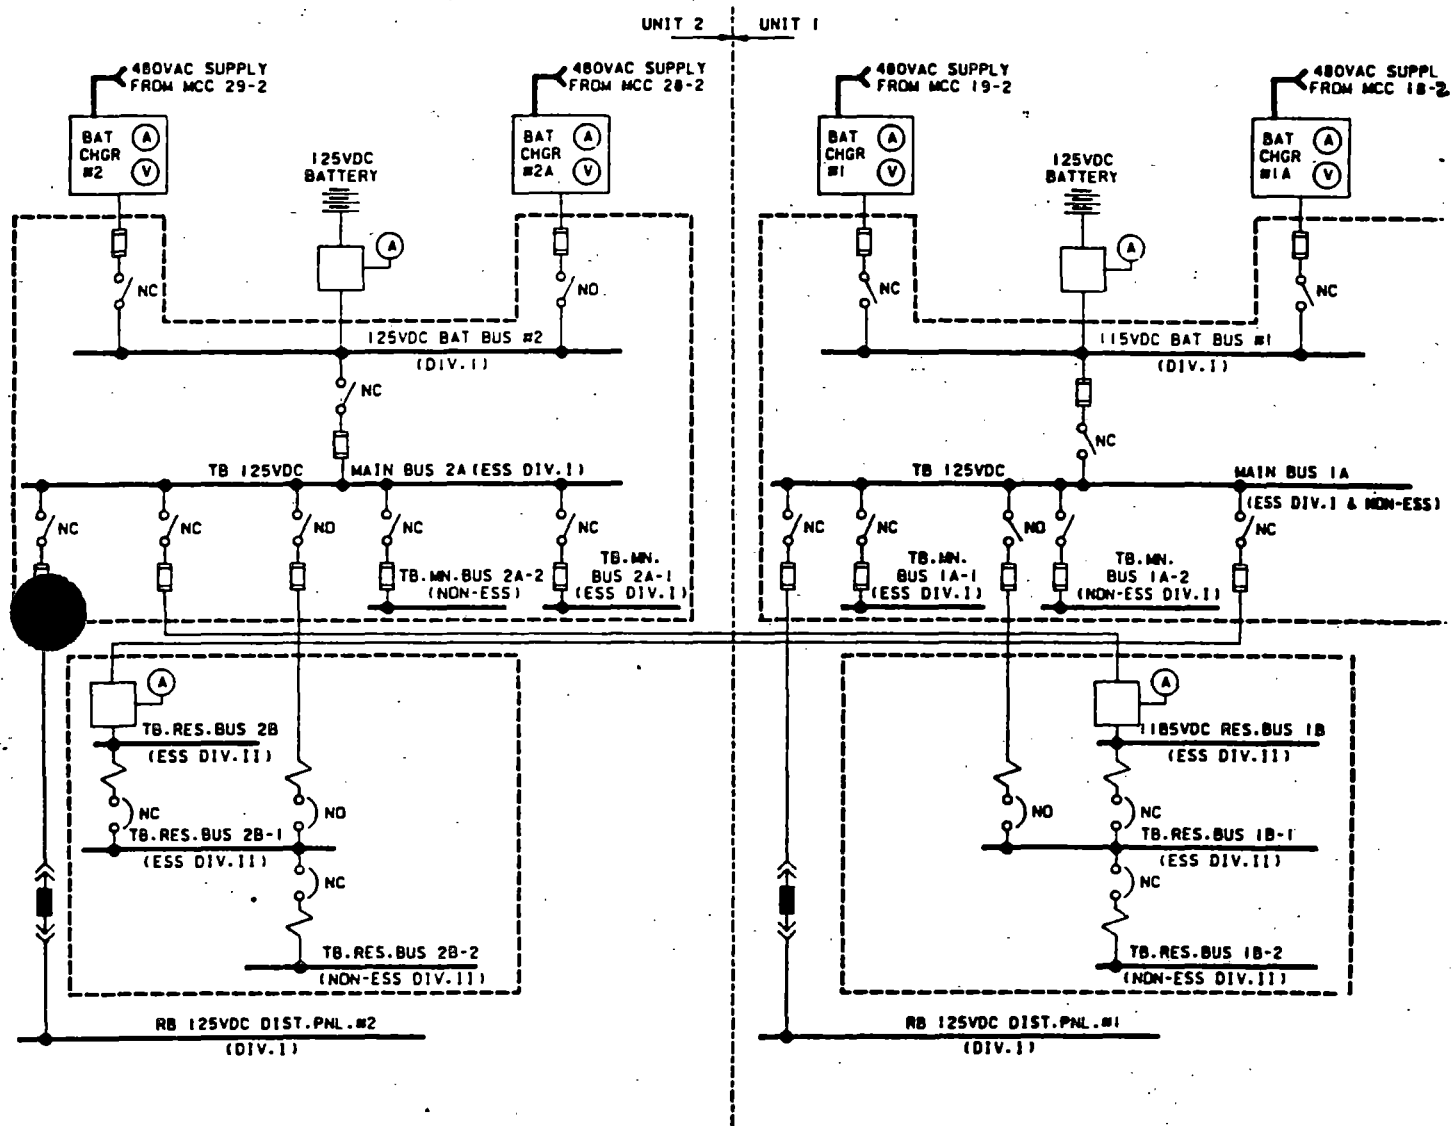 UNIT 2
UNIT 1
480VAC SUPPLY
FROM MCC 29-2
480VAC SUPPLY
FROM MCC 28-2
480VAC SUPPLY
FROM MCC 19-2
480VAC SUPPL
FROM MCC 18-2
BAT
CHGR
#2
A
V
125VDC
BATTERY
A
BAT
CHGR
#2A
A
V
BAT
CHGR
#1
A
V
125VDC
BATTERY
A
BAT
CHGR
#1A
A
V
NC
NO
NC
NC
125VDC BAT BUS #2
(DIV.I)
115VDC BAT BUS #1
(DIV.I)
NC
NC
TB 125VDC
MAIN BUS 2A (ESS DIV.I)
TB 125VDC
MAIN BUS 1A
(ESS DIV.I & NON-ESS)
NC
NC
NO
NC
NC
NC
NC
NO
NC
TB.MN.BUS 2A-2
(NON-ESS)
TB.MN.
BUS 2A-1
(ESS DIV.I)
TB.MN.
BUS 1A-1
(ESS DIV.I)
TB.MN.
BUS 1A-2
(NON-ESS DIV.I)
A
TB.RES.BUS 2B
(ESS DIV.II)
NC
NO
TB.RES.BUS 2B-1
(ESS DIV.II)
NC
TB.RES.BUS 2B-2
(NON-ESS DIV.II)
A
1185VDC RES.BUS 1B
(ESS DIV.II)
NO
NC
TB.RES.BUS 1B-1
(ESS DIV.II)
NC
TB.RES.BUS 1B-2
(NON-ESS DIV.II)
RB 125VDC DIST.PNL.#2
(DIV.I)
RB 125VDC DIST.PNL.#1
(DIV.I)